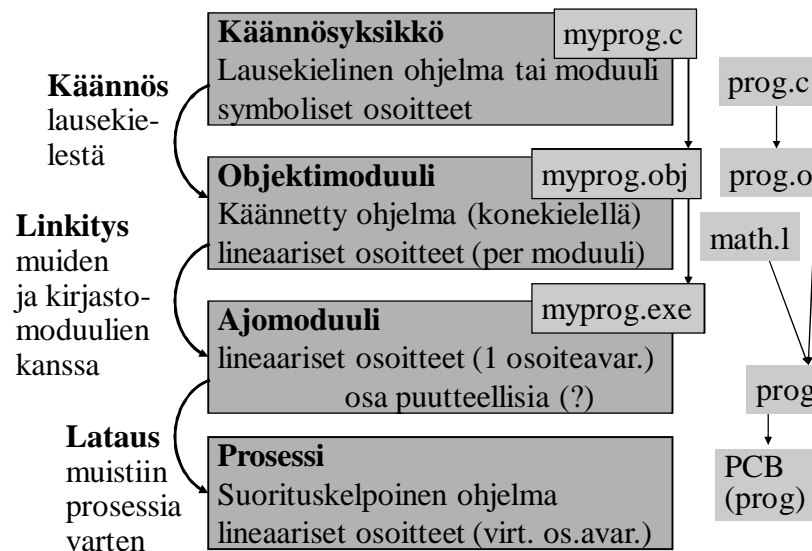 Käännösyksikkö
myprog.c
Lausekielinen ohjelma tai moduuli
symboliset osoitteet
Käännös
lausekie-
lestä
Objektimoduuli
myprog.obj
Käännetty ohjelma (konekielellä)
lineaariset osoitteet (per moduuli)
Linkitys
muiden
ja kirjasto-
moduulien
kanssa
Ajomoduuli
myprog.exe
lineaariset osoitteet (1 osoiteavar.)
osa puutteellisia (?)
Lataus
muistiin
prosessia
varten
Prosessi
Suorituskelpoinen ohjelma
lineaariset osoitteet (virt. os.avar.)
prog.c
prog.o
math.l
prog
PCB
(prog)